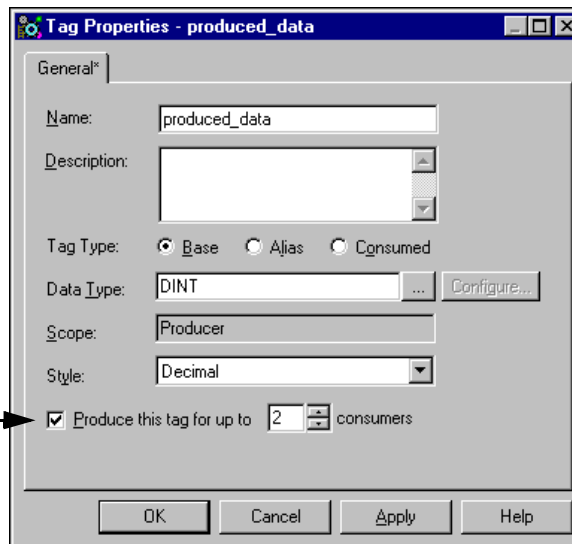 Tag Properties - produced_data
General*
Name: produced_data
Description:
Tag Type: Base Alias Consumed
Data Type: DINT ... Configure...
Scope: Producer
Style: Decimal
Produce this tag for up to 2 consumers
OK Cancel Apply Help